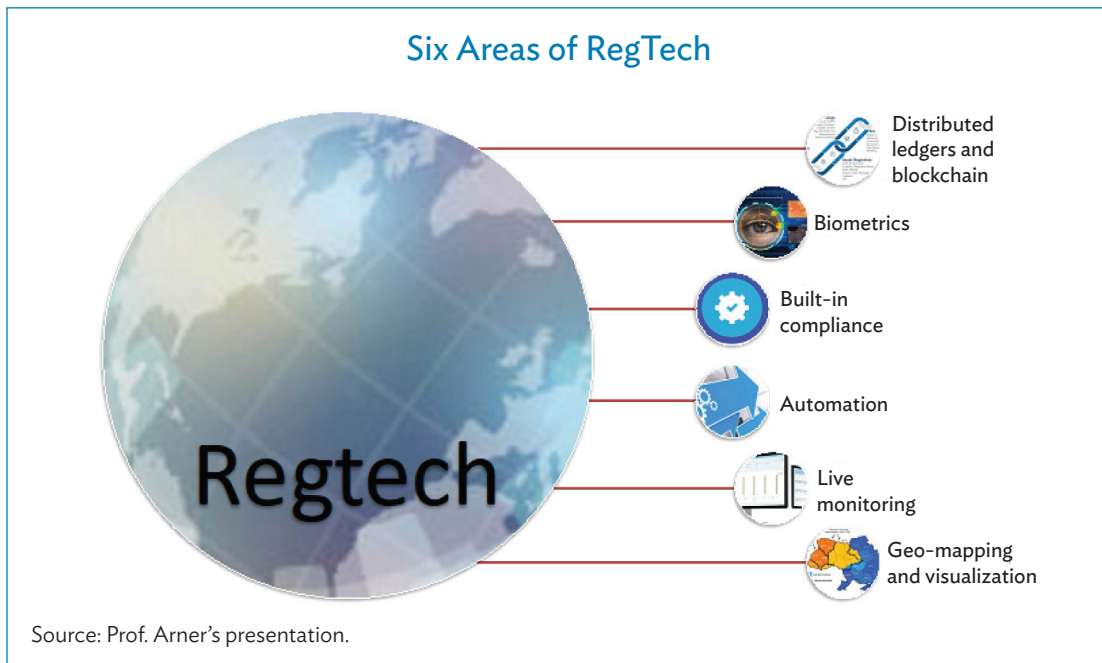 Six Areas of RegTech
Regtech
Distributed
ledgers and
blockchain
Biometrics
Built-in
compliance
Automation
Live
monitoring
Geo-mapping
and visualization
Source: Prof. Arner's presentation.